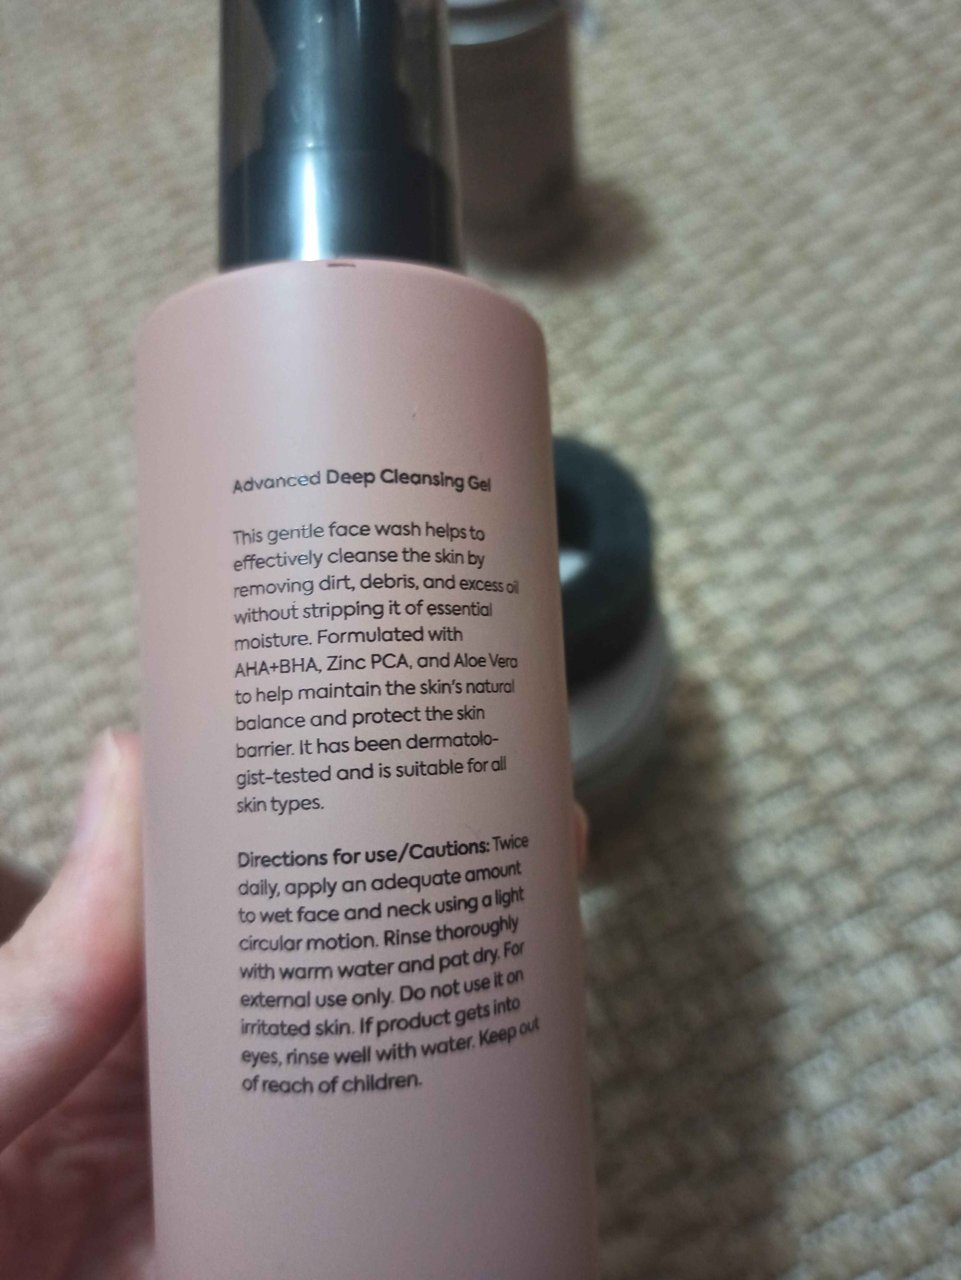 Advanced Deep Cleansing Gel
This gentle face wash helps to
effectively cleanse the skin by
removing dirt, debris, and excess oil
without stripping it of essential
moisture. Formulated with
AHA+BHA, Zinc PCA, and Aloe Vera
to help maintain the skin's natural
balance and protect the skin
barrier. It has been dermatolo-
gist-tested and is suitable for all
skin types.
Directions for use/Cautions: Twice
daily, apply an adequate amount
to wet face and neck using a light
circular motion. Rinse thoroughly
with warm water and pat dry. For
external use only. Do not use it on
irritated skin. If product gets into
eyes, rinse well with water. Keep out
of reach of children.